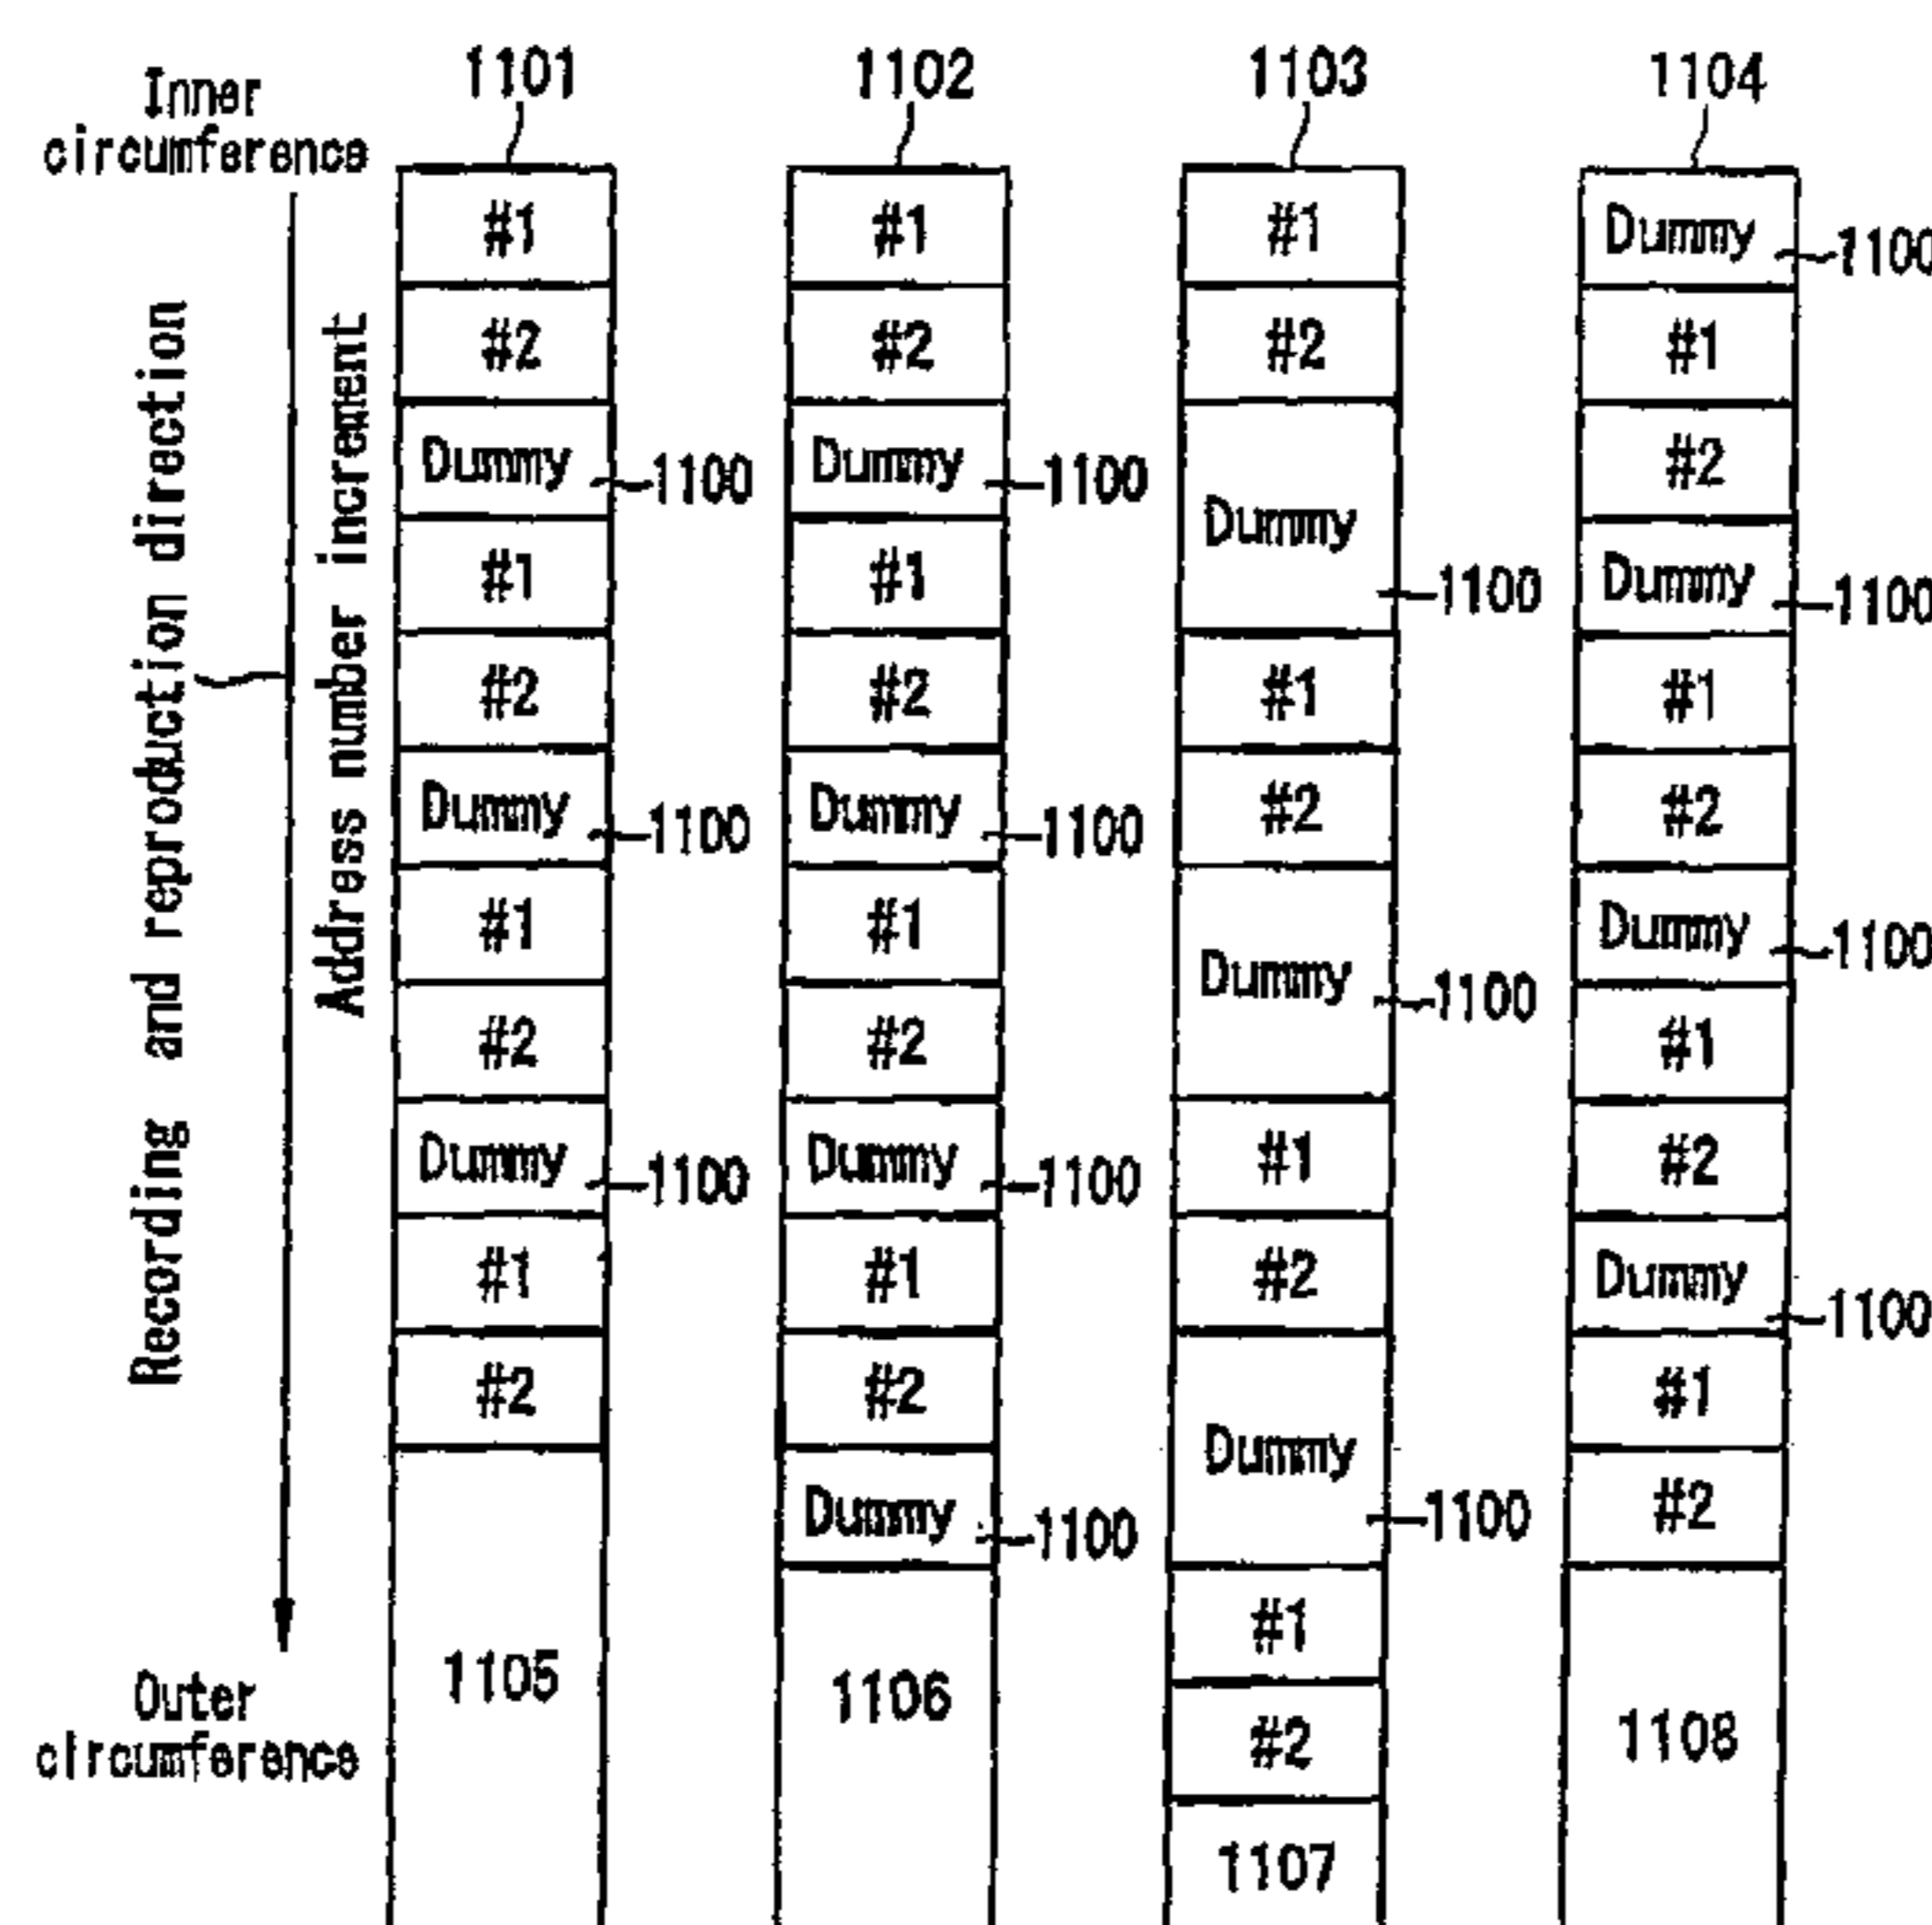 Inner
circumference
Recording and reproduction direction
Address number increment
Outer
circumference
1101
#1
#2
Dummy
1100
#1
#2
Dummy
1100
#1
#2
Dummy
1100
#1
#2
1105
1102
#1
#2
Dummy
1100
#1
#2
Dummy
1100
#1
#2
Dummy
1100
#1
#2
Dummy
1100
1106
1103
#1
#2
Dummy
1100
#1
#2
Dummy
1100
#1
#2
Dummy
1100
#1
#2
1107
1104
Dummy
1100
#1
#2
Dummy
1100
#1
#2
Dummy
1100
#1
#2
Dummy
1100
#1
#2
1108